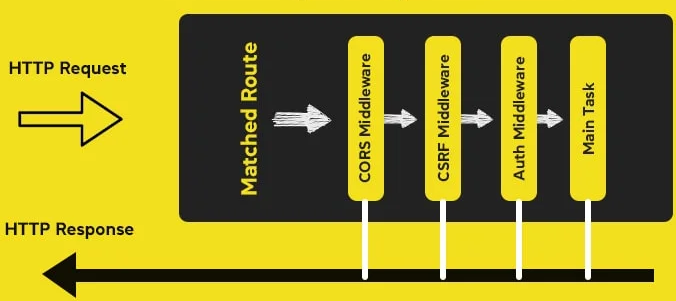 HTTP Request
Matched Route
CORS Middleware
CSRF Middleware
Auth Middleware
Main Task
HTTP Response